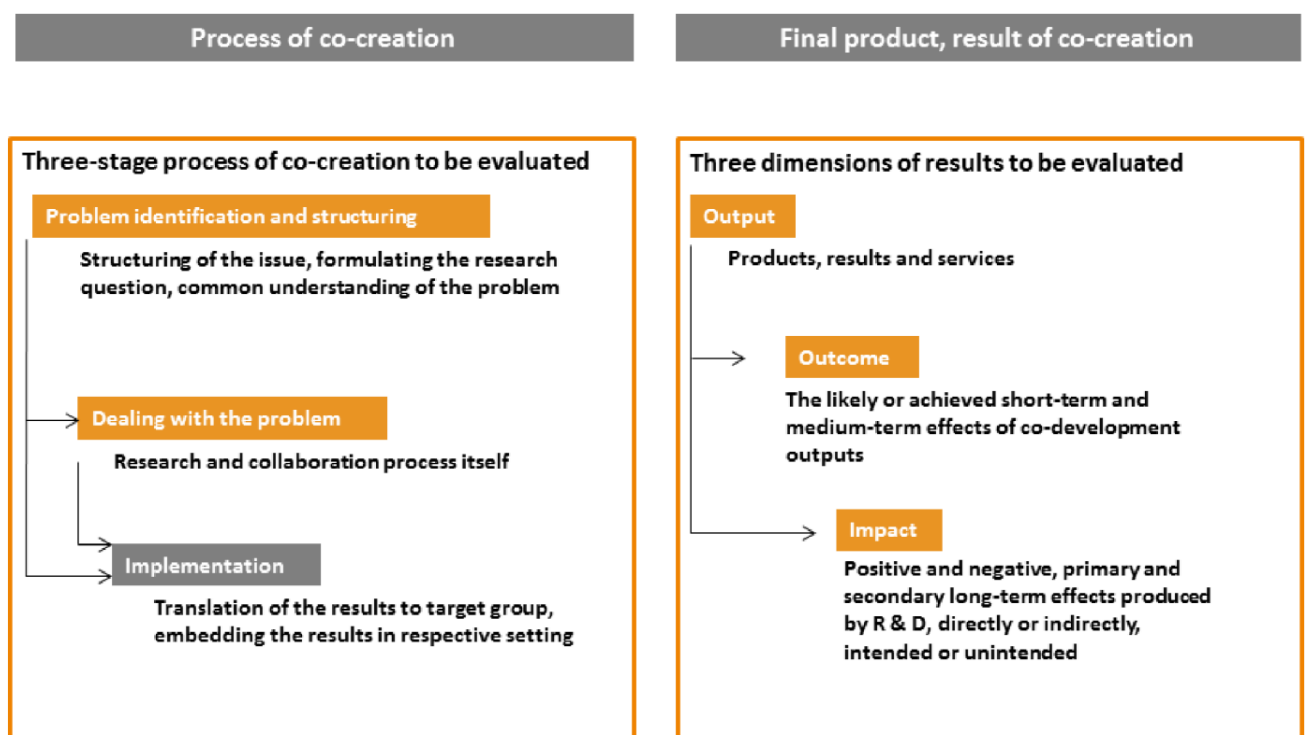 Process of co-creation
Final product, result of co-creation
Three-stage process of co-creation to be evaluated
Problem identification and structuring
Structuring of the issue, formulating the research
question, common understanding of the problem
Dealing with the problem
Research and collaboration process itself
Implementation
Translation of the results to target group,
embedding the results in respective setting
Three dimensions of results to be evaluated
Output
Products, results and services
Outcome
The likely or achieved short-term and
medium-term effects of co-development
outputs
Impact
Positive and negative, primary and
secondary long-term effects produced
by R & D, directly or indirectly,
intended or unintended